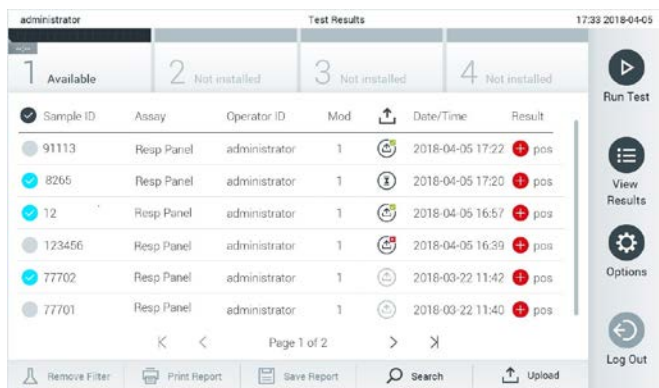 administrator Test Results 17:33 2018-04-05
1 Available 2 Not installed 3 Not installed 4 Not installed
Run Test
Sample ID Assay Operator ID Mod Date/Time Result
91113 Resp Panel administrator 1 2018-04-05 17:22 pos
8265 Resp Panel administrator 1 2018-04-05 17:20 pos
View Results
12 Resp Panel administrator 1 2018-04-05 16:57 pos
123456 Resp Panel administrator 1 2018-04-05 16:39 pos
Options
77702 Resp Panel administrator 1 2018-03-22 11:42 pos
77701 Resp Panel administrator 1 2018-03-22 11:40 pos
Page 1 of 2
Log Out
Remove Filter Print Report Save Report Search Upload